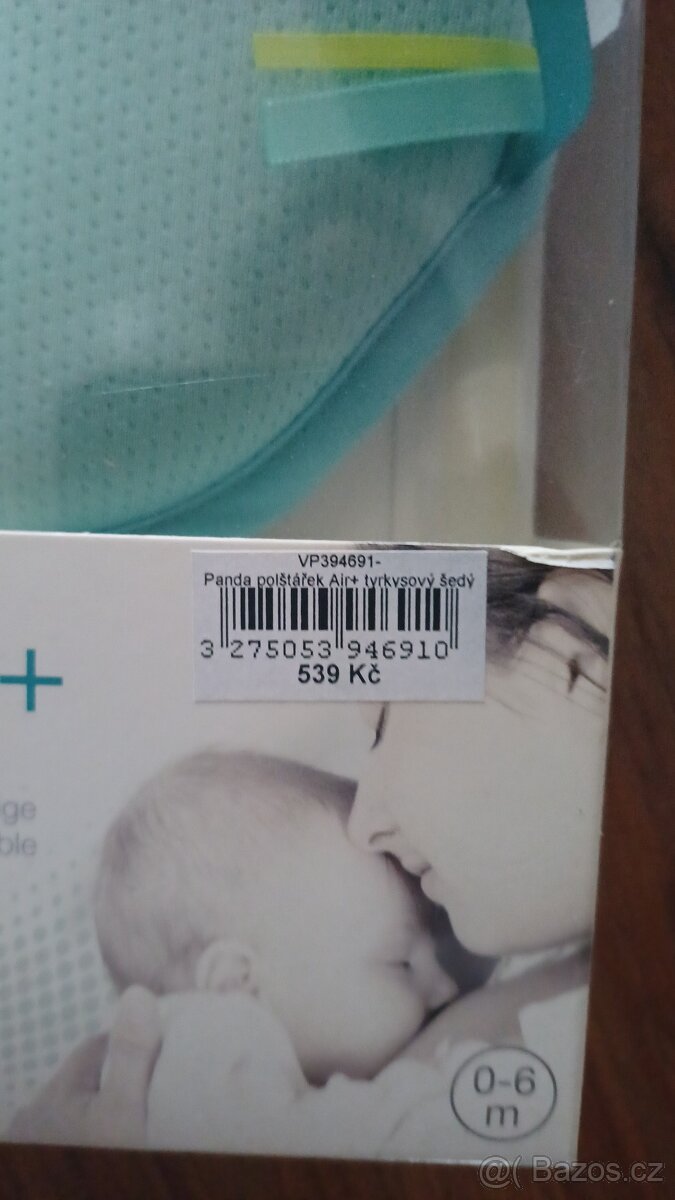 VP394691-
Panda polštářek Air+ tyrkysový šedý
3 275053 946910
539 Kč
+
ge
ble
0-6
m
@( Bazos.cz